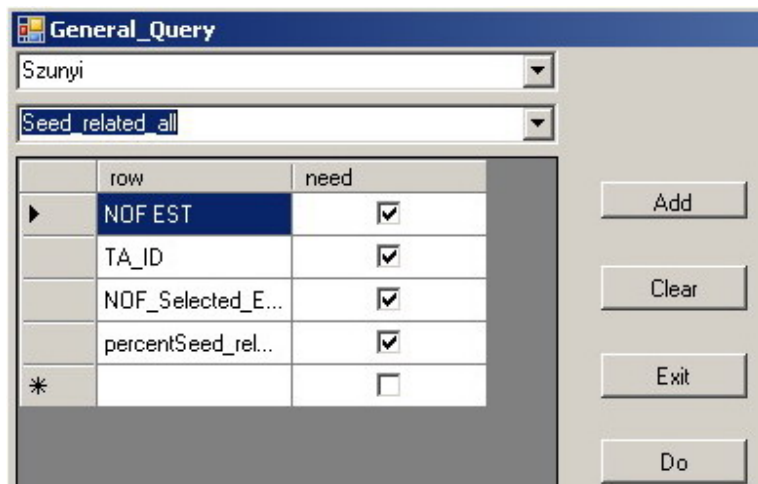 General_Query
Szunyi
Seed_related_all
row need
NOF EST
Add
TA_ID
NOF_Selected_E...
Clear
percentSeed_rel...
Exit
Do